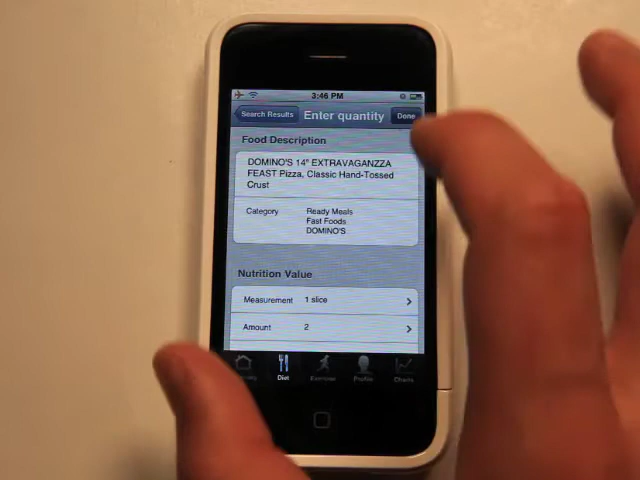 3:46 PM
Search Results
Enter quantity
Done
Food Description
DOMINO'S 14" EXTRAVAGANZZA
FEAST Pizza, Classic Hand-Tossed
Crust
Category
Ready Meals
Fast Foods
DOMINO'S
Nutrition Value
Measurement 1 slice
Amount 2
Diet Exercise Profile Charts